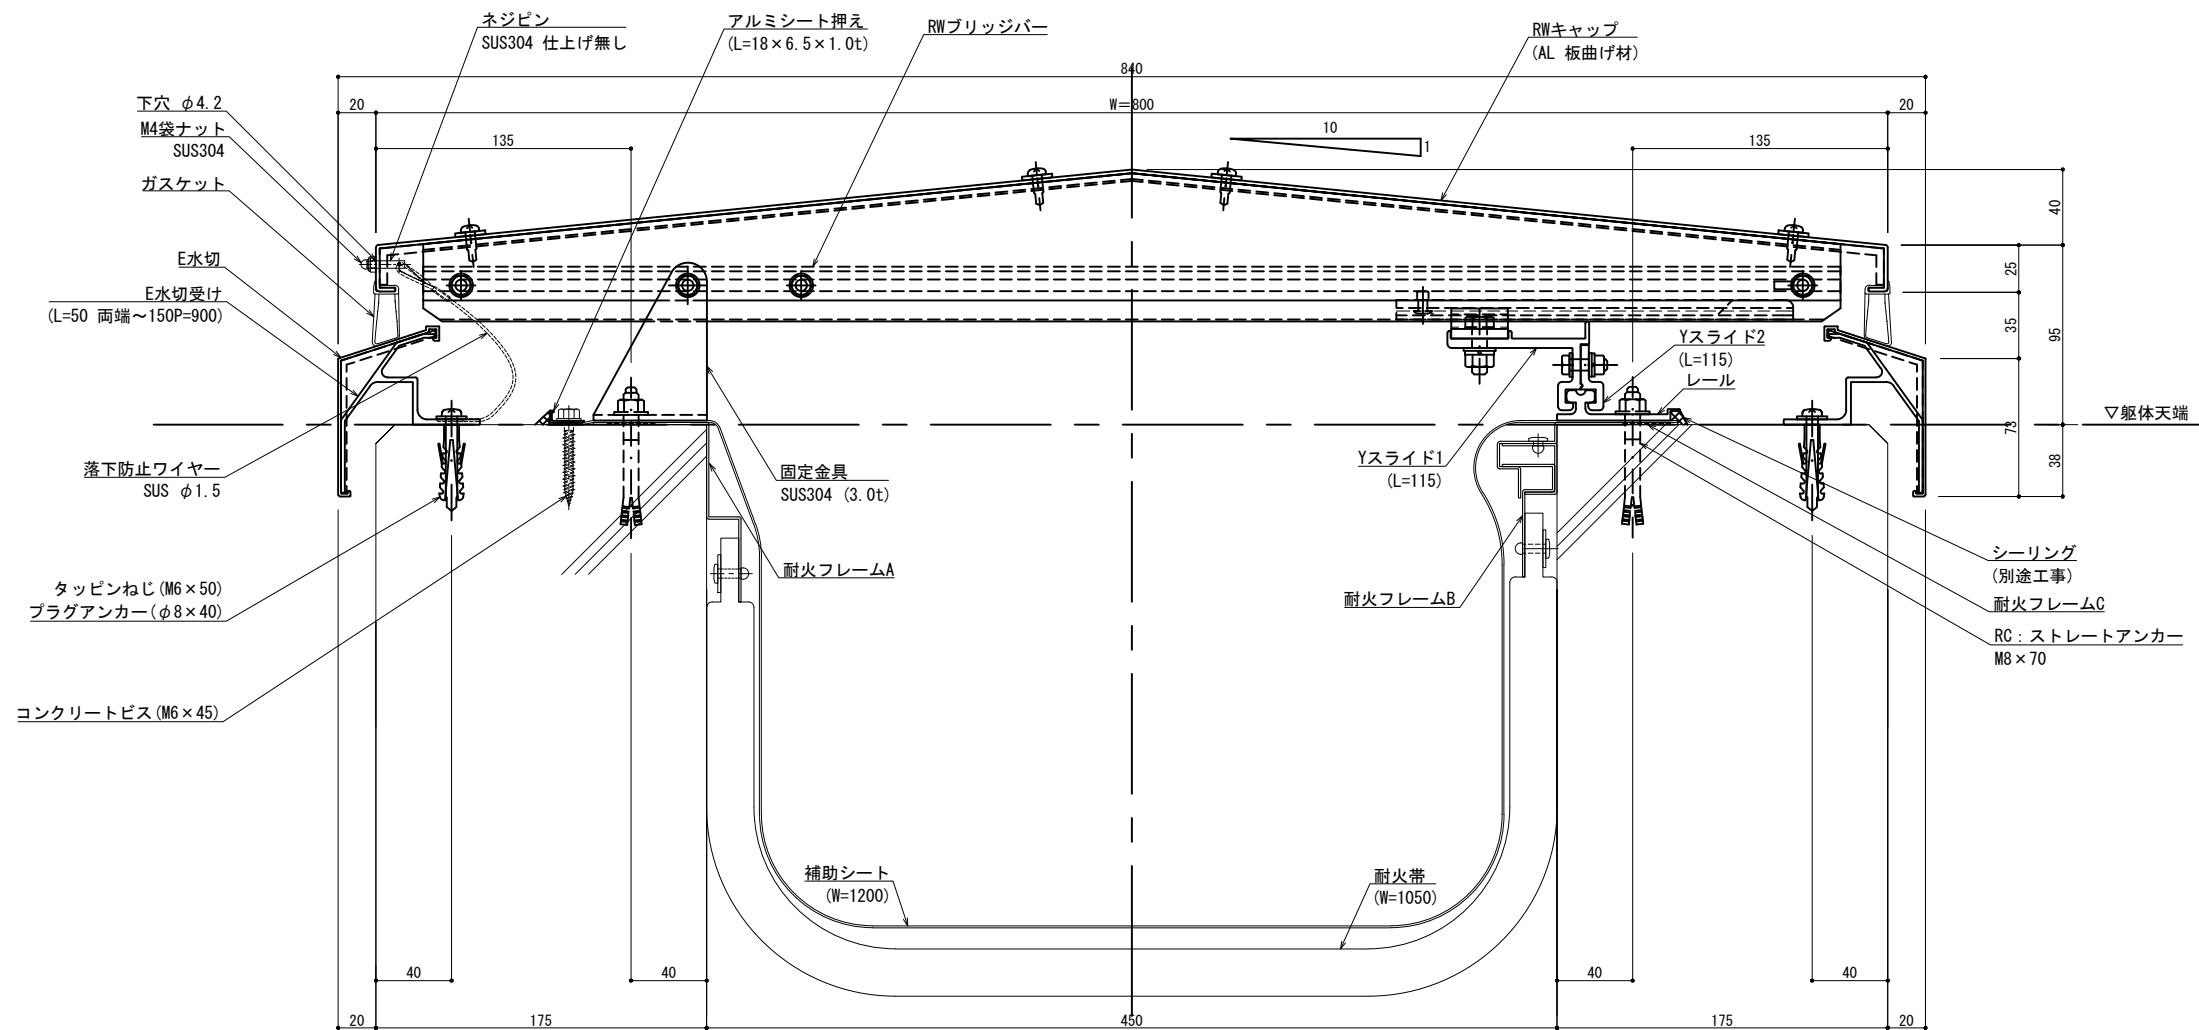 ネジピン
SUS304 仕上げ無し
アルミシート押え
(L=18×6.5×1.0t)
RWブリッジバー
RWキャップ
(AL 板曲げ材)
840
20
W=800
20
下穴 φ4.2
M4袋ナット
SUS304
135
10
1
135
ガスケット
40
E水切
25
E水切受け
(L=50 両端～150P=900)
35
95
Yスライド2
(L=115)
レール
▽躯体天端
73
落下防止ワイヤー
SUS φ1.5
固定金具
SUS304 (3.0t)
Yスライド1
(L=115)
38
シーリング
(別途工事)
耐火フレームA
タッピンねじ(M6×50)
プラグアンカー(φ8×40)
耐火フレームB
耐火フレームC
RC：ストレートアンカー
M8×70
コンクリートビス(M6×45)
補助シート
(W=1200)
耐火帯
(W=1050)
40
40
40
40
20
175
450
175
20